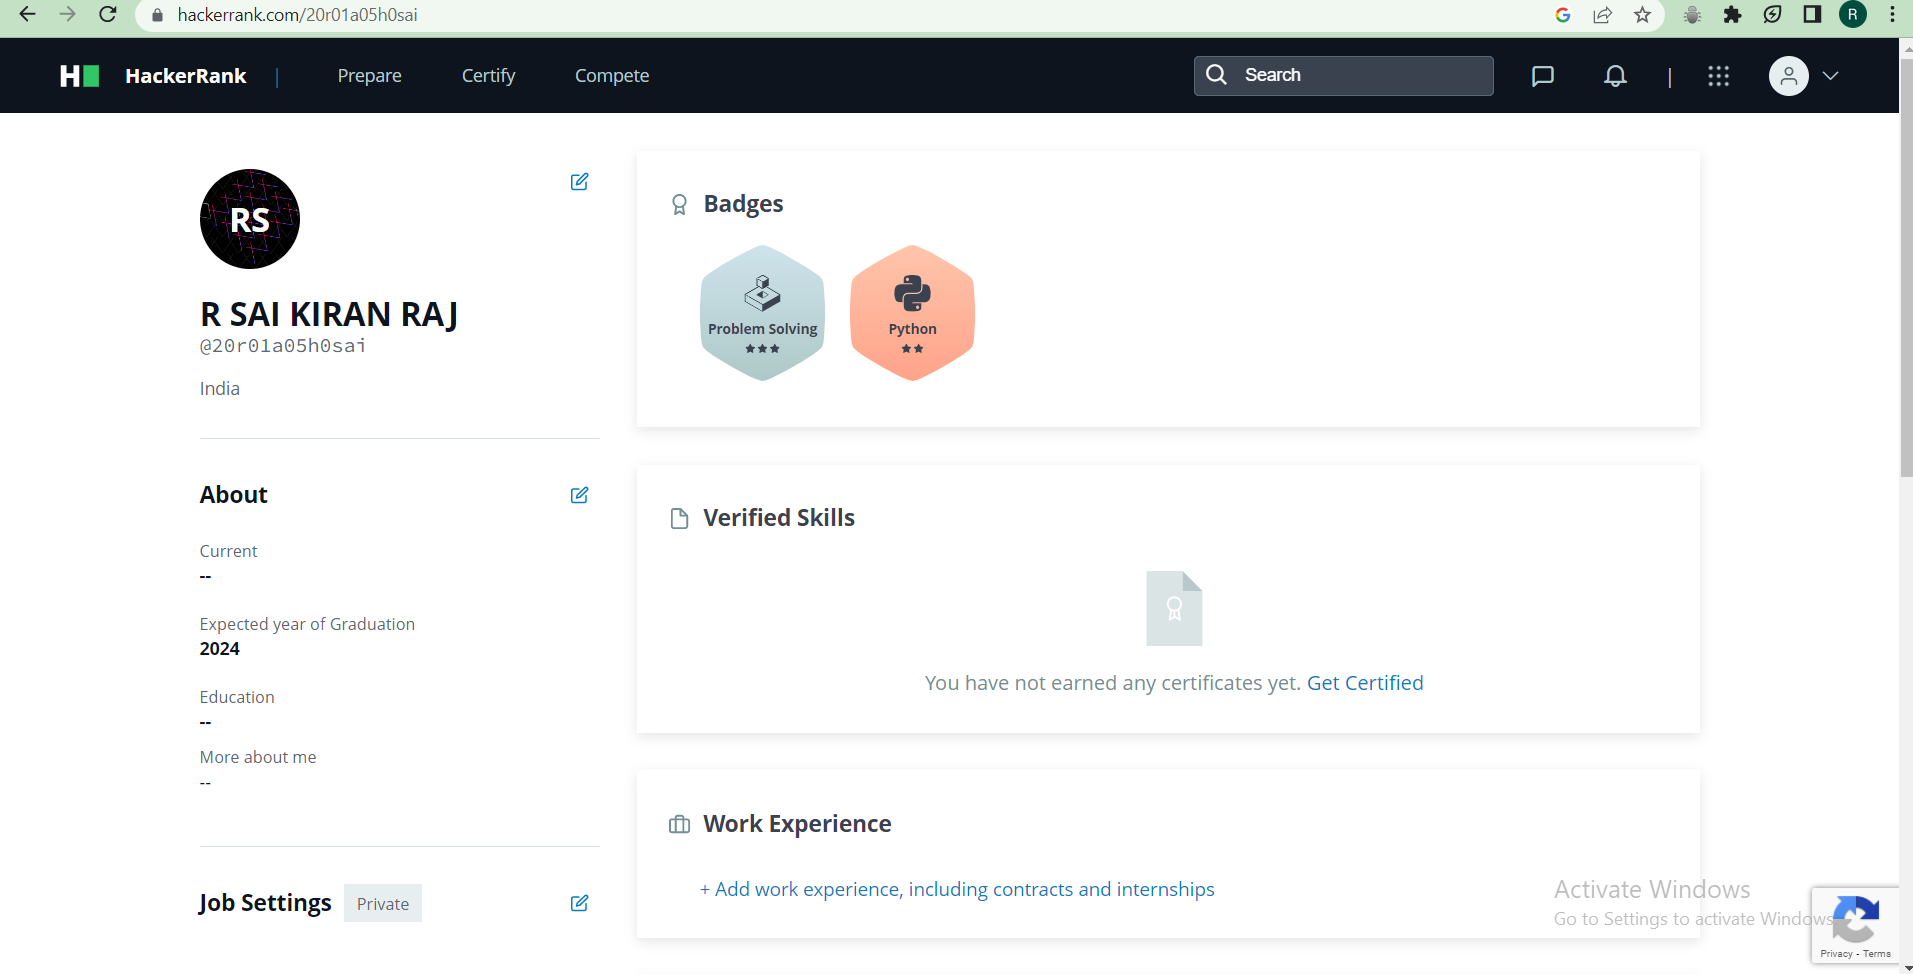 hackerrank.com/20r01a05h0sai
R
H HackerRank | Prepare Certify Compete Search |
RS
R SAI KIRAN RAJ
@20r01a05h0sai
India
About
Current
--
Expected year of Graduation
2024
Education
--
More about me
--
Job Settings Private
Badges
Problem Solving
Python
Verified Skills
You have not earned any certificates yet. Get Certified
Work Experience
+ Add work experience, including contracts and internships
Activate Windows
Go to Settings to activate Windows.
Privacy - Terms